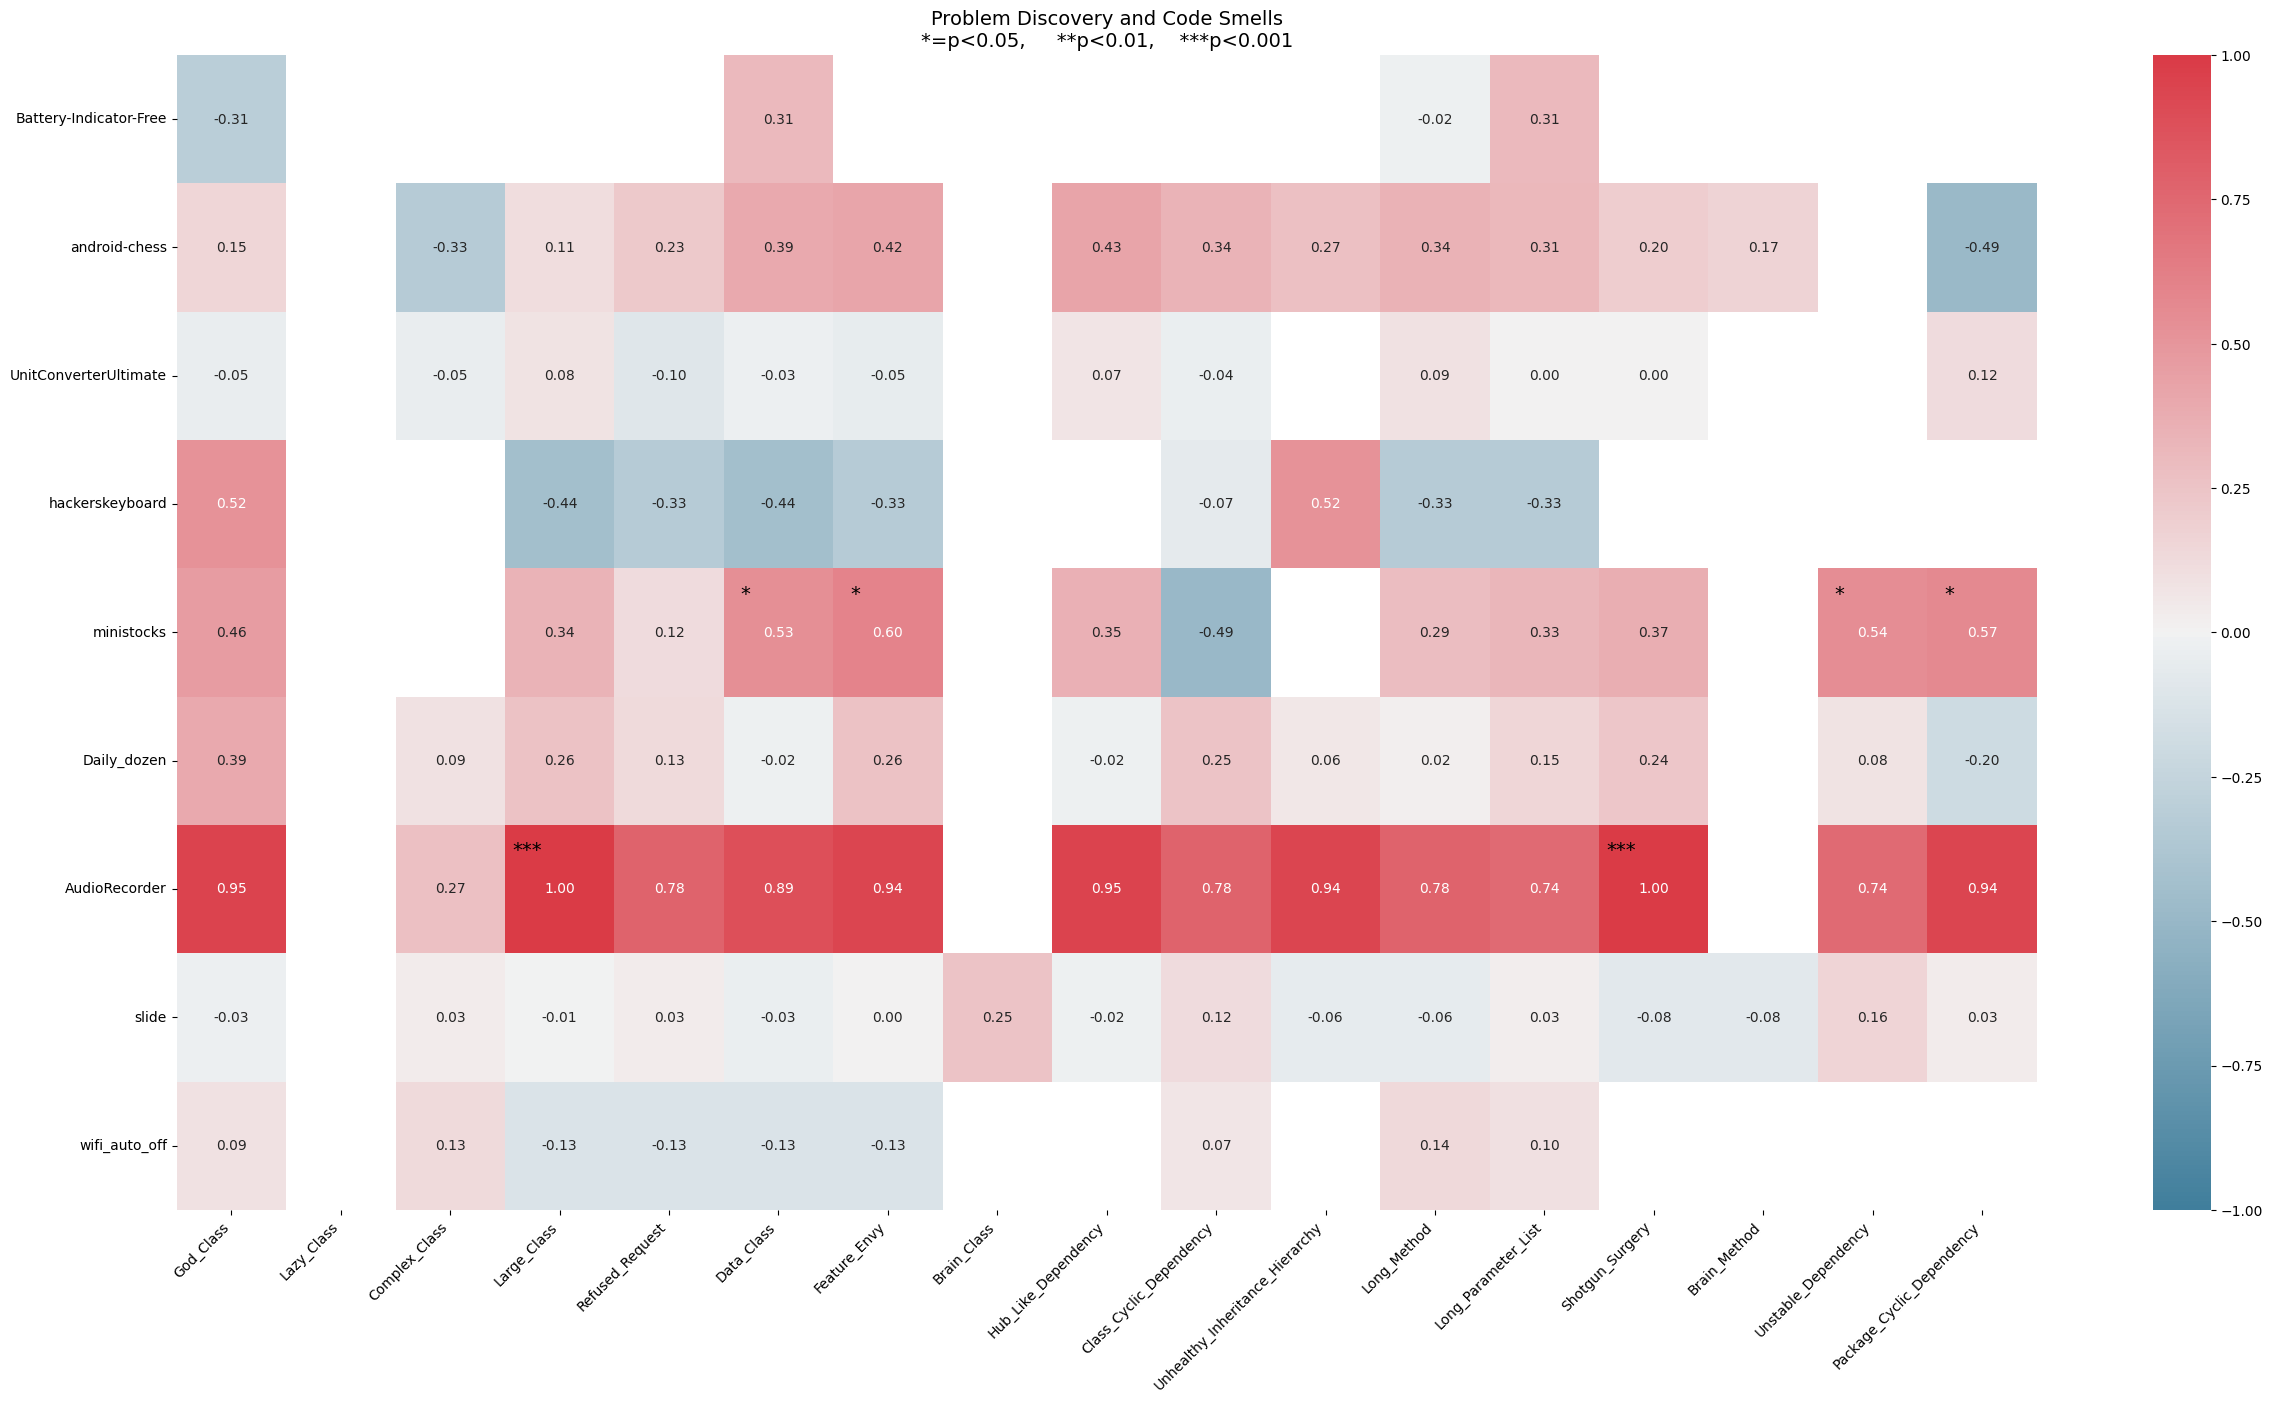 Problem Discovery and Code Smells
*=p<0.05, **p<0.01, ***p<0.001
Battery-Indicator-Free -0.31 0.31 -0.02 0.31
android-chess 0.15 -0.33 0.11 0.23 0.39 0.42 0.43 0.34 0.27 0.34 0.31 0.20 0.17 -0.49
UnitConverterUltimate -0.05 -0.05 0.08 -0.10 -0.03 -0.05 0.07 -0.04 0.09 0.00 0.00 0.12
hackerskeyboard 0.52 -0.44 -0.33 -0.44 -0.33 -0.07 0.52 -0.33 -0.33
* * * *
ministocks 0.46 0.34 0.12 0.53 0.60 0.35 -0.49 0.29 0.33 0.37 0.54 0.57
Daily_dozen 0.39 0.09 0.26 0.13 -0.02 0.26 -0.02 0.25 0.06 0.02 0.15 0.24 0.08 -0.20
*** ***
AudioRecorder 0.95 0.27 1.00 0.78 0.89 0.94 0.95 0.78 0.94 0.78 0.74 1.00 0.74 0.94
slide -0.03 0.03 -0.01 0.03 -0.03 0.00 0.25 -0.02 0.12 -0.06 -0.06 0.03 -0.08 -0.08 0.16 0.03
wifi_auto_off 0.09 0.13 -0.13 -0.13 -0.13 -0.13 0.07 0.14 0.10
God_Class
Lazy_Class
Complex_Class
Large_Class
Refused_Request
Data_Class
Feature_Envy
Brain_Class
Hub_Like_Dependency
Class_Cyclic_Dependency
Unhealthy_Inheritance_Hierarchy
Long_Method
Long_Parameter_List
Shotgun_Surgery
Brain_Method
Unstable_Dependency
Package_Cyclic_Dependency
1.00
0.75
0.50
0.25
0.00
−0.25
−0.50
−0.75
−1.00